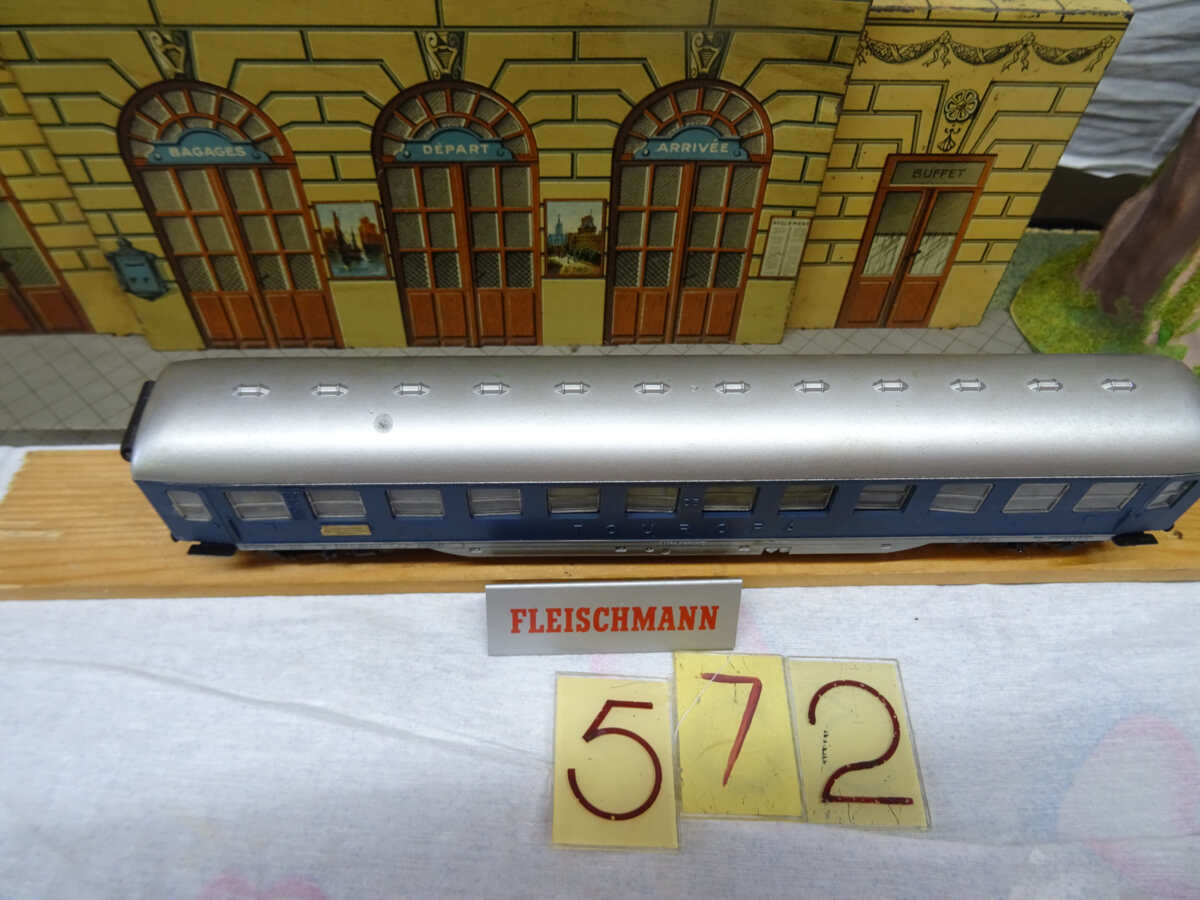 BAGAGES
DÉPART
ARRIVÉE
BUFFET
TOUROPA
FLEISCHMANN
572